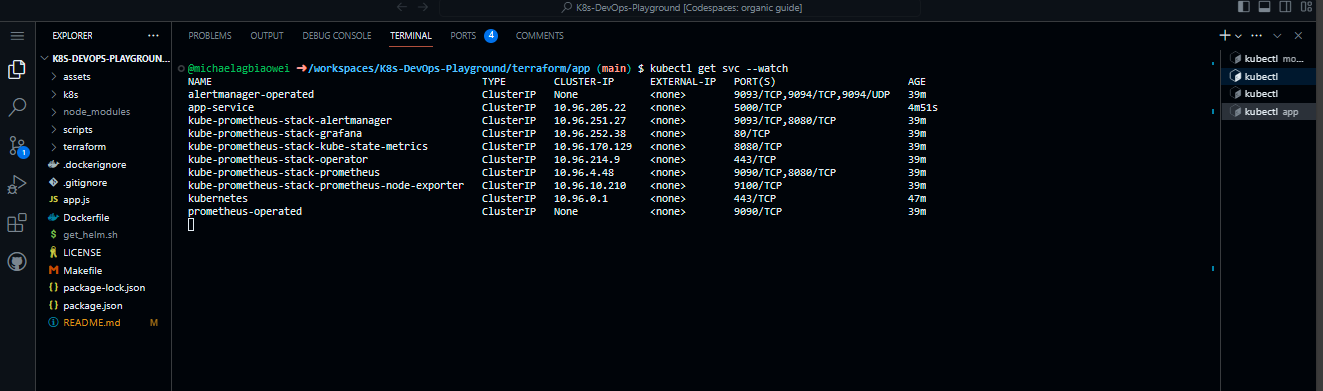 K8s-DevOps-Playground [Codespaces: organic guide]
EXPLORER
PROBLEMS OUTPUT DEBUG CONSOLE TERMINAL PORTS 4 COMMENTS
K8S-DEVOPS-PLAYGROUN...
assets
k8s
node_modules
scripts
terraform
.dockerignore
.gitignore
JS app.js
Dockerfile
$ get_helm.sh
LICENSE
M Makefile
{} package-lock.json
{} package.json
README.md M
1
@michaelagbiaowei ➜/workspaces/K8s-DevOps-Playground/terraform/app (main) $ kubectl get svc --watch
NAME TYPE CLUSTER-IP EXTERNAL-IP PORT(S) AGE
alertmanager-operated ClusterIP None <none> 9093/TCP,9094/TCP,9094/UDP 39m
app-service ClusterIP 10.96.205.22 <none> 5000/TCP 4m51s
kube-prometheus-stack-alertmanager ClusterIP 10.96.251.27 <none> 9093/TCP,8080/TCP 39m
kube-prometheus-stack-grafana ClusterIP 10.96.252.38 <none> 80/TCP 39m
kube-prometheus-stack-kube-state-metrics ClusterIP 10.96.170.129 <none> 8080/TCP 39m
kube-prometheus-stack-operator ClusterIP 10.96.214.9 <none> 443/TCP 39m
kube-prometheus-stack-prometheus ClusterIP 10.96.4.48 <none> 9090/TCP,8080/TCP 39m
kube-prometheus-stack-prometheus-node-exporter ClusterIP 10.96.10.210 <none> 9100/TCP 39m
kubernetes ClusterIP 10.96.0.1 <none> 443/TCP 47m
prometheus-operated ClusterIP None <none> 9090/TCP 39m
kubectl mo...
kubectl
kubectl
kubectl app